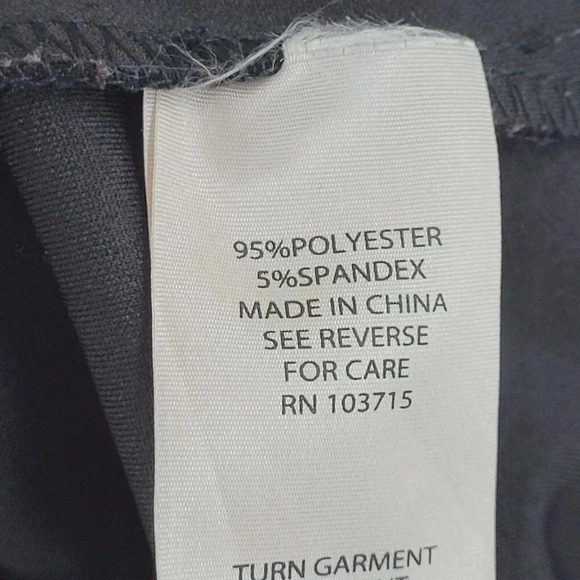 95%POLYESTER
5%SPANDEX
MADE IN CHINA
SEE REVERSE
FOR CARE
RN 103715
TURN GARMENT